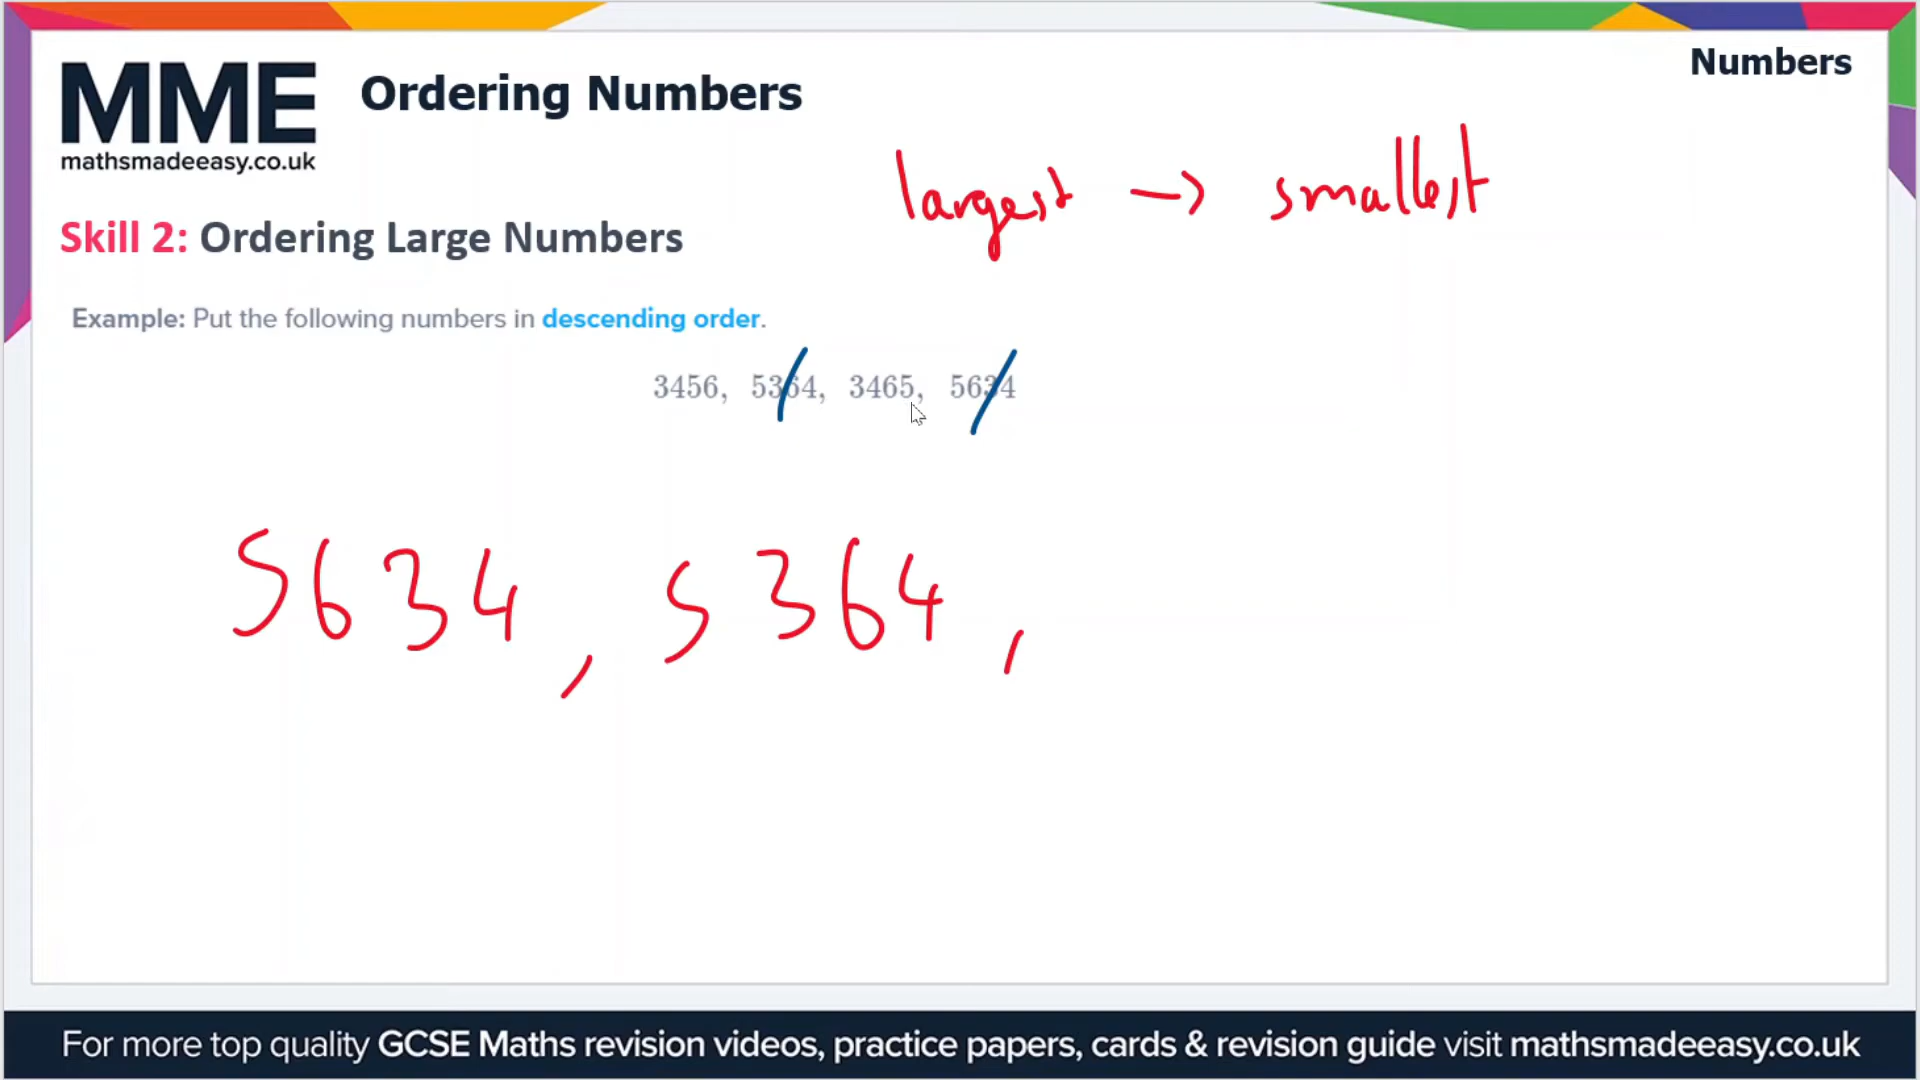 Numbers
MME
Ordering Numbers
mathsmadeeasy.co.uk
largest → smallest
Skill 2: Ordering Large Numbers
Example: Put the following numbers in descending order.
3456, 5364, 3465, 5634
5634, 5364,
For more top quality GCSE Maths revision videos, practice papers, cards & revision guide visit mathsmadeeasy.co.uk